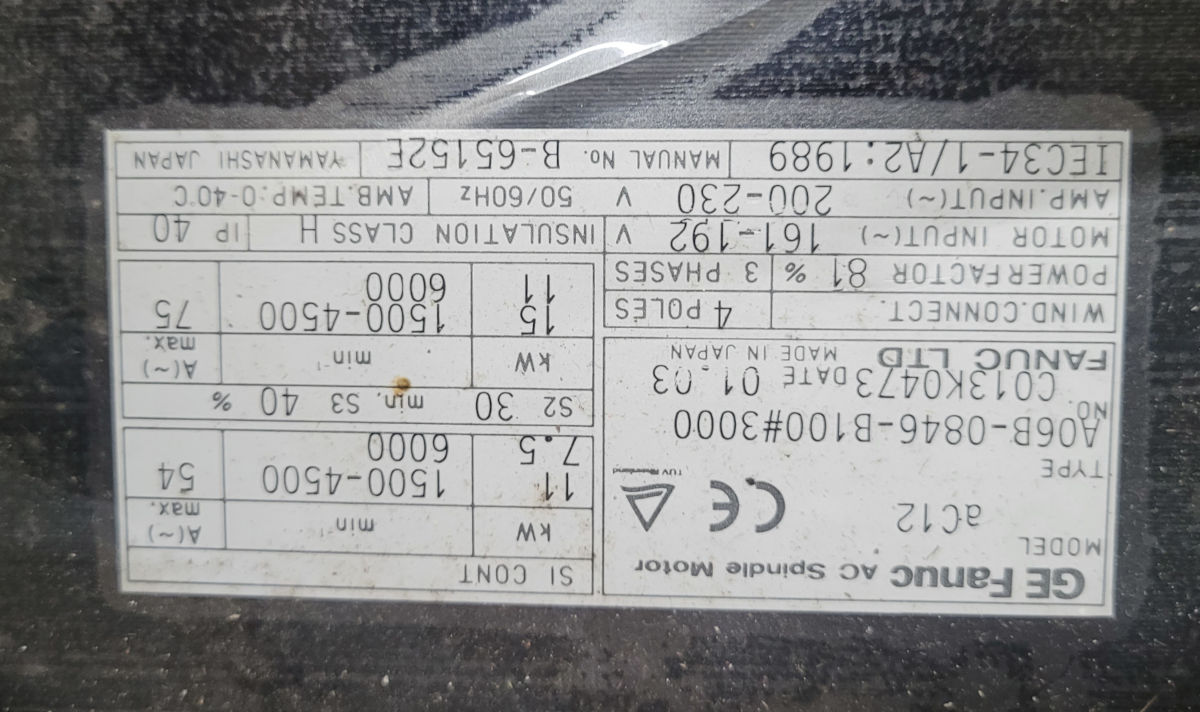 GE Fanuc AC Spindle Motor
MODEL aC12
CE
TÜV Rheinland
TYPE A06B-0846-B100#3000
NO. C013K0473 DATE 01.03
FANUC LTD MADE IN JAPAN
WIND.CONNECT. 4 POLES
POWER FACTOR 81 % 3 PHASES
MOTOR INPUT(~) 161-192 V
AMP.INPUT(~) 200-230 V 50/60Hz AMB.TEMP.0-40°C
IEC34-1/A2:1989 MANUAL No. B-65152E YAMANASHI JAPAN
SI CONT
kW min⁻¹ A(~) max.
11 1500-4500 54
7.5 6000
S2 30 min. S3 40 %
kW min⁻¹ A(~) max.
15 1500-4500 75
11 6000
INSULATION CLASS H IP 40